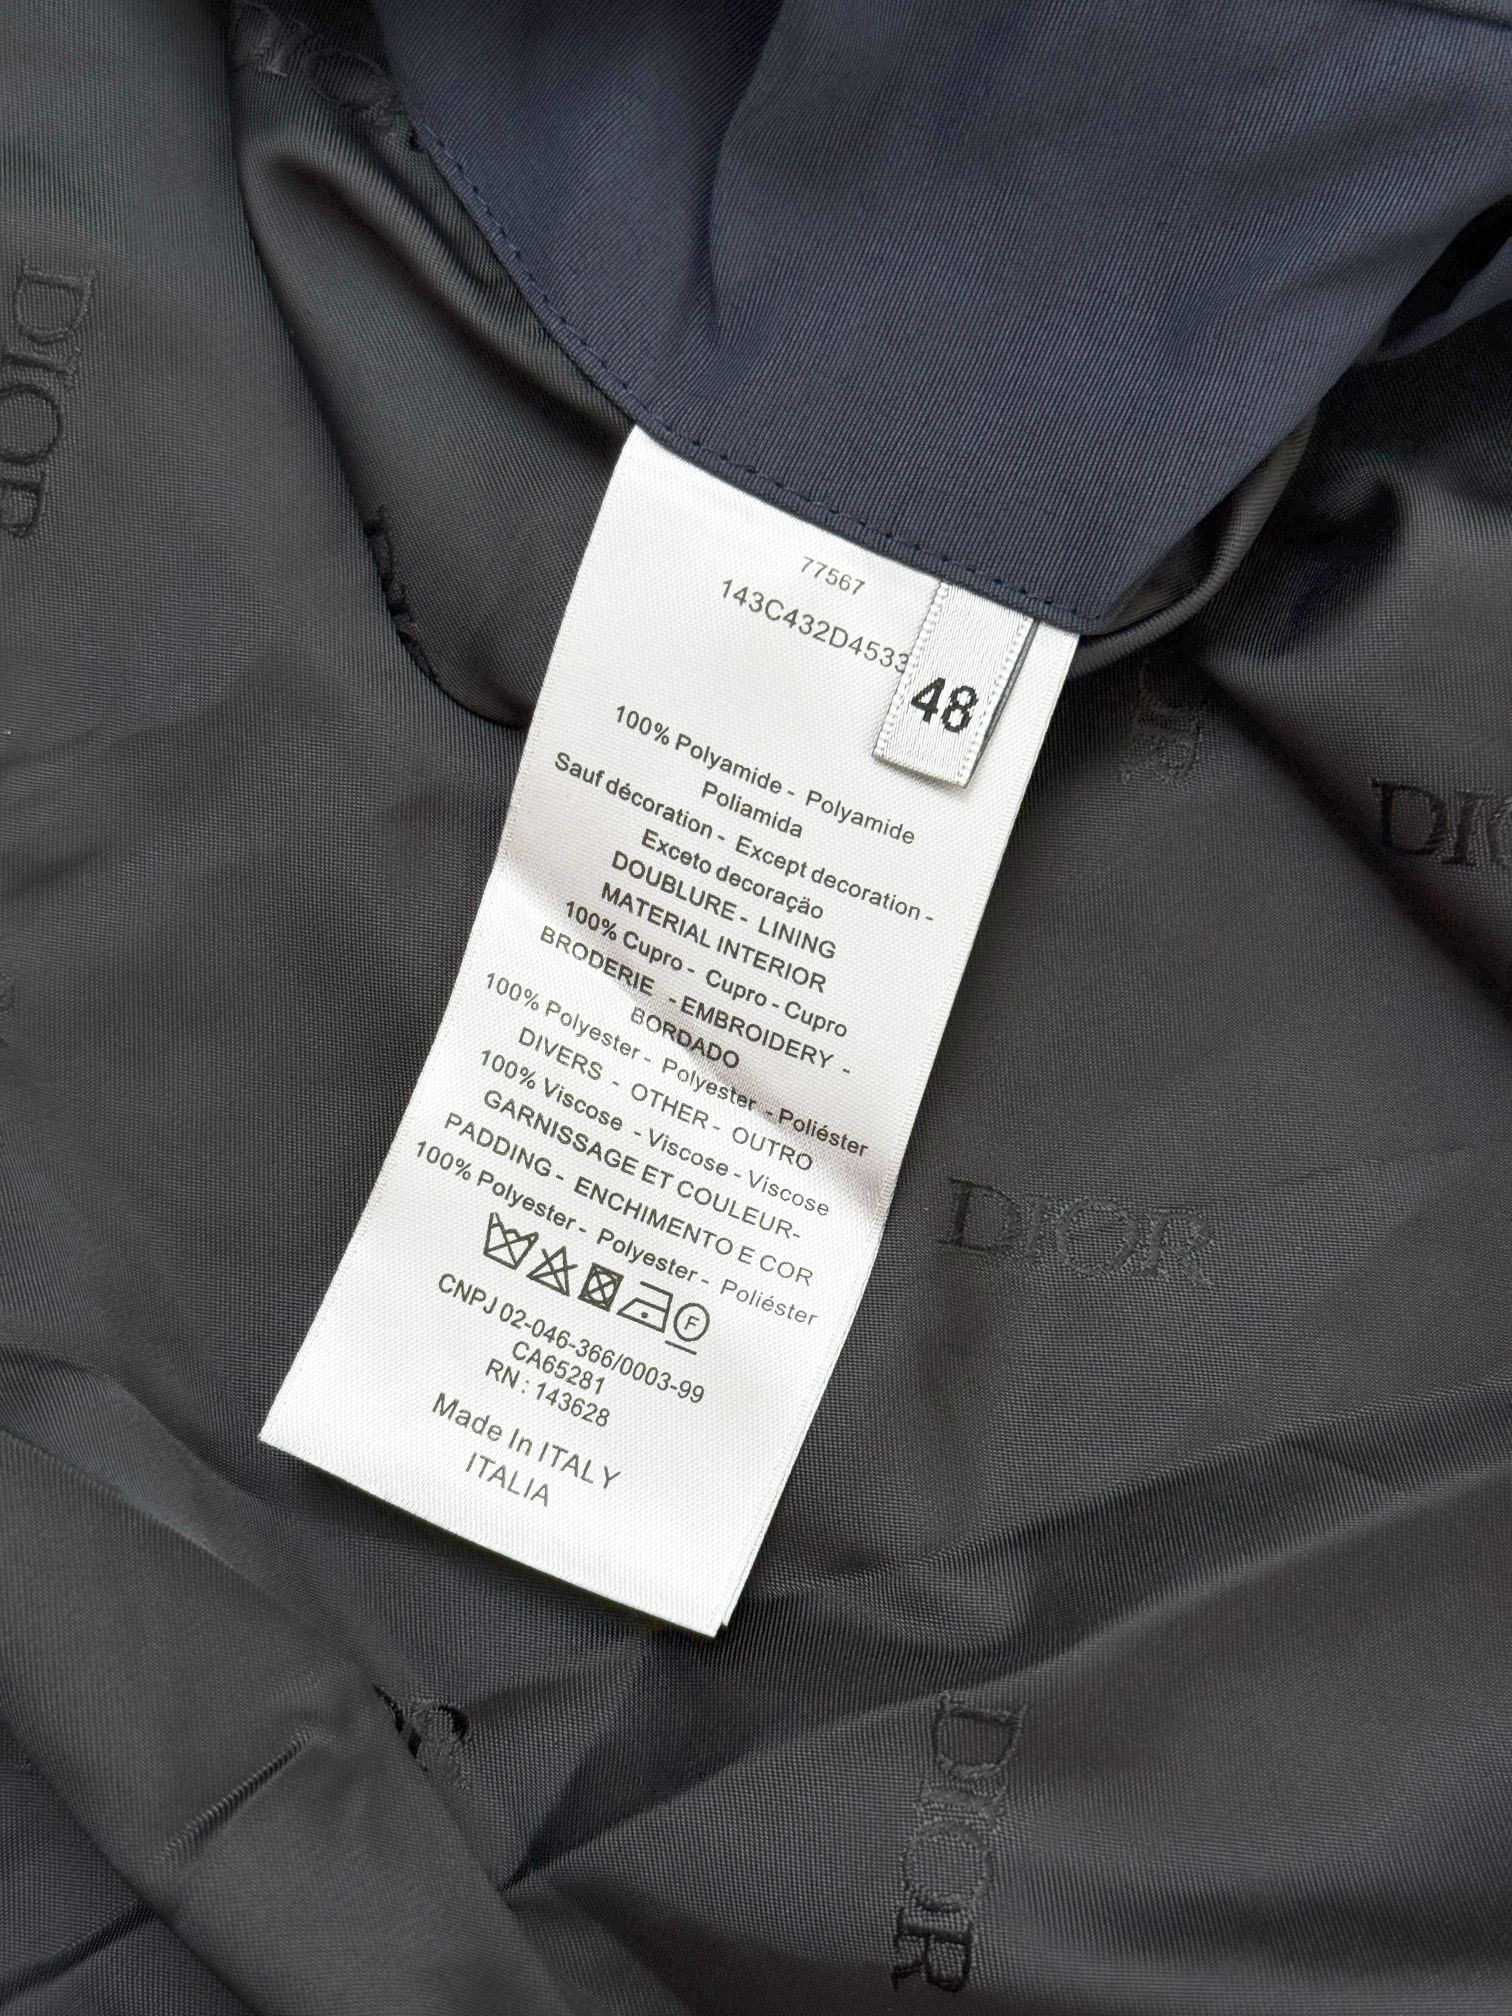 77567
143C432D4533
48
100% Polyamide - Polyamide
Poliamida
Sauf décoration - Except decoration -
Exceto decoração
DOUBLURE - LINING
MATERIAL INTERIOR
100% Cupro - Cupro - Cupro
BRODERIE - EMBROIDERY -
BORDADO
100% Polyester - Polyester - Poliéster
DIVERS - OTHER - OUTRO
100% Viscose - Viscose - Viscose
GARNISSAGE ET COULEUR-
PADDING - ENCHIMENTO E COR
100% Polyester - Polyester - Poliéster
F
CNPJ 02-046-366/0003-99
CA65281
RN : 143628
Made In ITALY
ITALIA
DIOR
DIOR
DIOR
DIOR